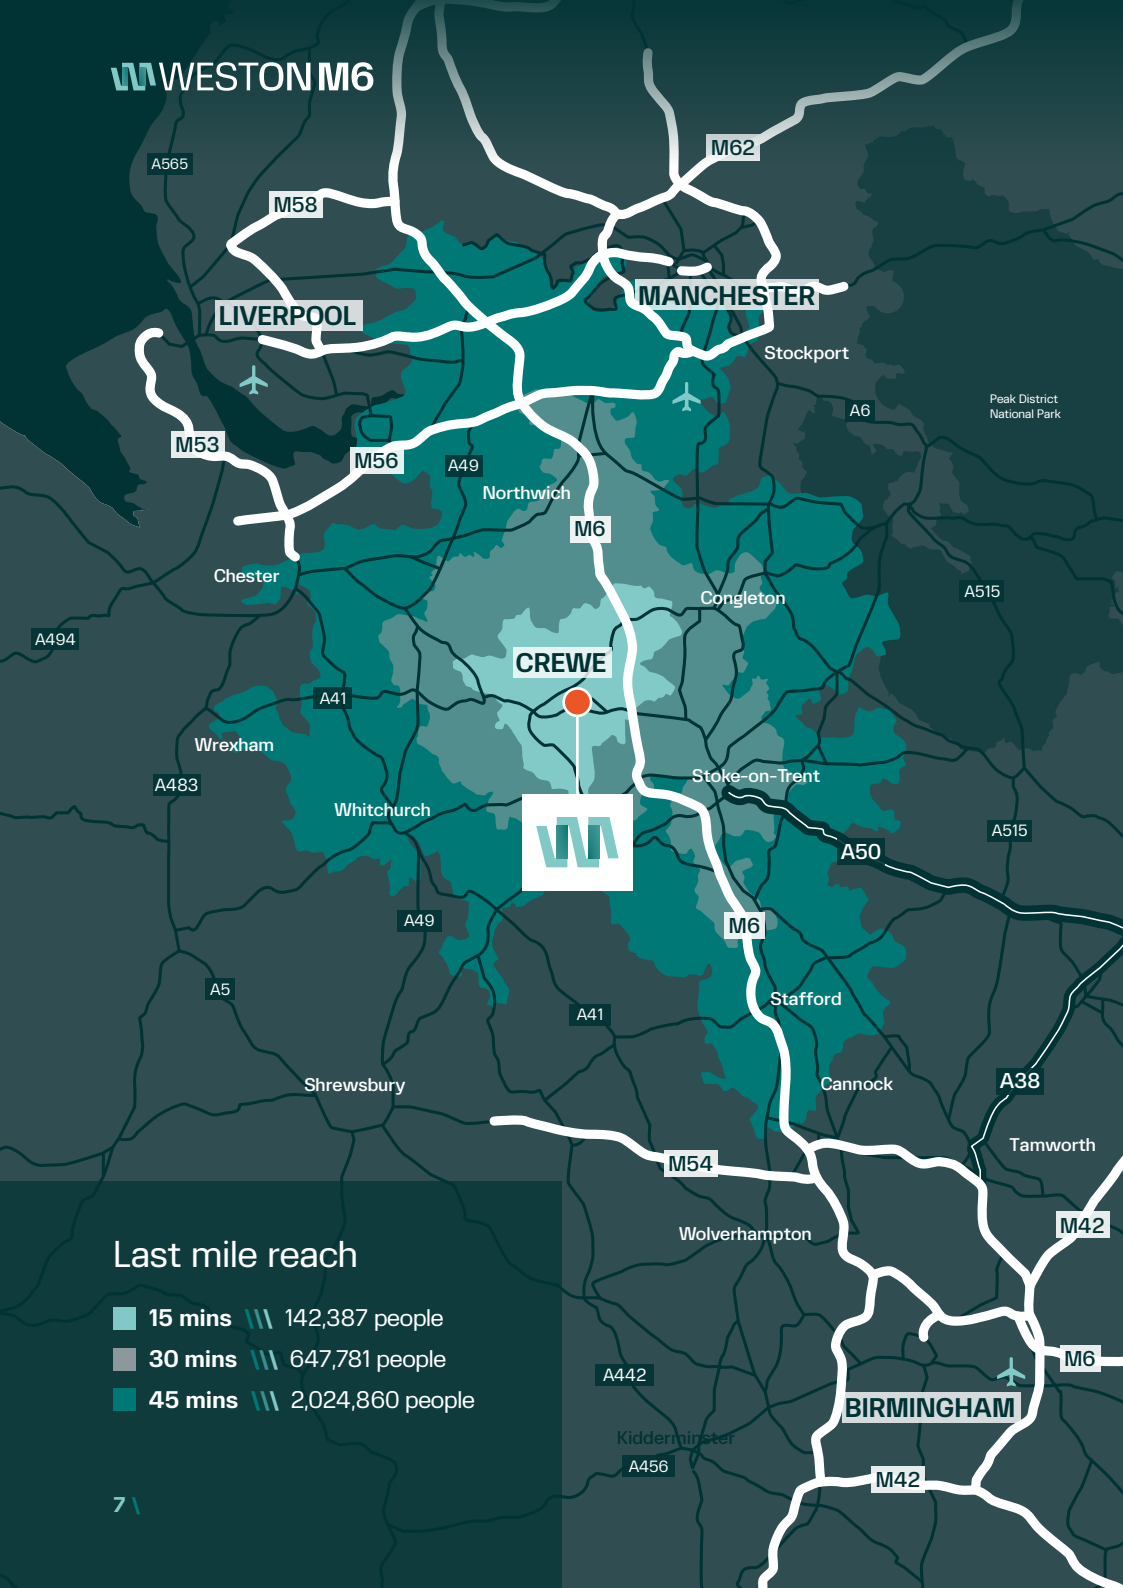 WESTON M6
A565
M62
M58
LIVERPOOL
MANCHESTER
Stockport
Peak District
National Park
A6
M53
M56
A49
Northwich
M6
Chester
Congleton
A515
A494
CREWE
A41
Wrexham
Stoke-on-Trent
A483
Whitchurch
A515
A50
A49
M6
A5
Stafford
A41
Shrewsbury
Cannock
A38
Tamworth
M54
M42
Wolverhampton
Last mile reach
15 mins 142,387 people
30 mins 647,781 people
45 mins 2,024,860 people
M6
A442
BIRMINGHAM
Kidderminster
A456
M42
7 \